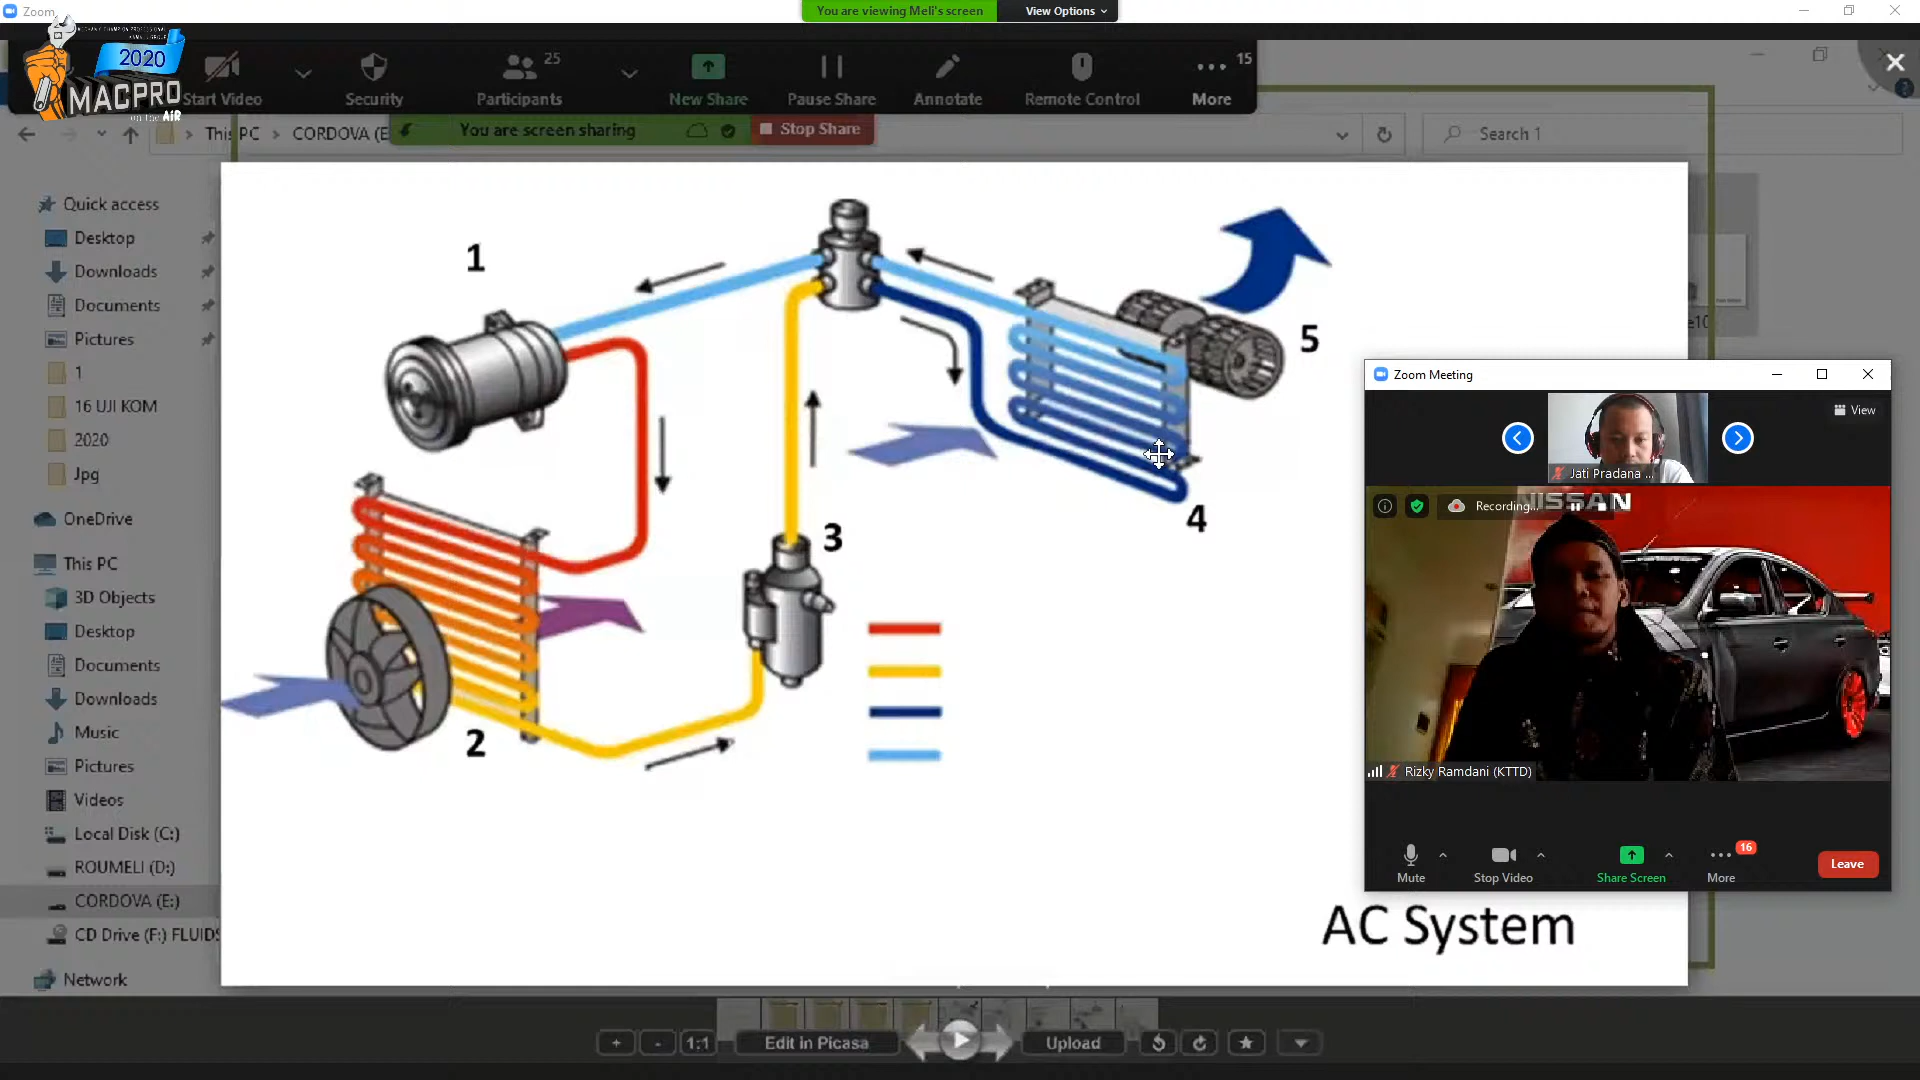 Zoom
You are viewing Meli's screen
View Options
2020
MACPRO
on the AiR
Start Video
Security
Participants
25
New Share
Pause Share
Annotate
Remote Control
More
15
This PC
CORDOVA (E
You are screen sharing
Stop Share
Search 1
Quick access
Desktop
Downloads
Documents
Pictures
1
16 UJI KOM
2020
Jpg
OneDrive
This PC
3D Objects
Desktop
Documents
Downloads
Music
Pictures
Videos
Local Disk (C:)
ROUMELI (D:)
CORDOVA (E:)
CD Drive (F:) FLUIDS
Network
1
2
3
4
5
AC System
e10
Zoom Meeting
View
Jati Pradana ...
Recording...
NISSAN
Rizky Ramdani (KTTD)
Mute
Stop Video
Share Screen
More
16
Leave
+
-
1:1
Edit in Picasa
Upload